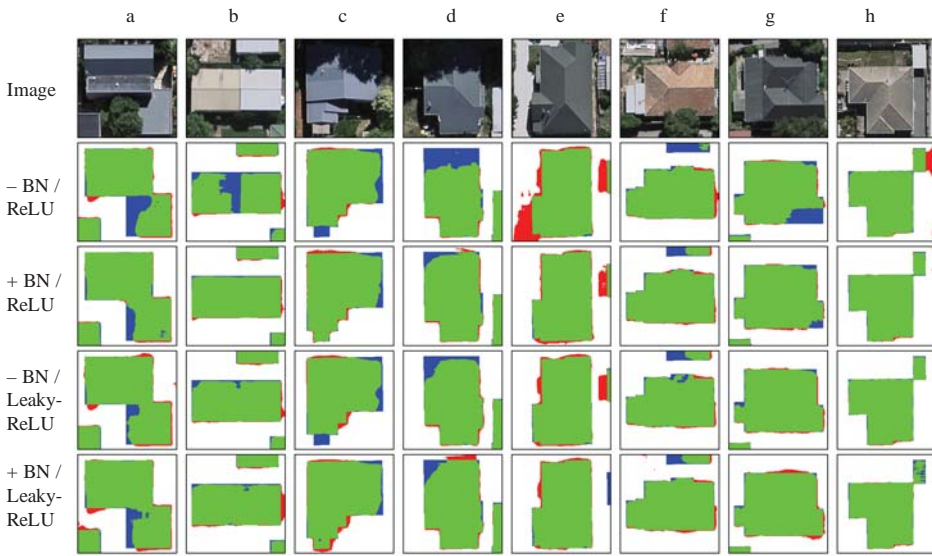 a b c d e f g h
Image
– BN /
ReLU
+ BN /
ReLU
– BN /
Leaky-
ReLU
+ BN /
Leaky-
ReLU